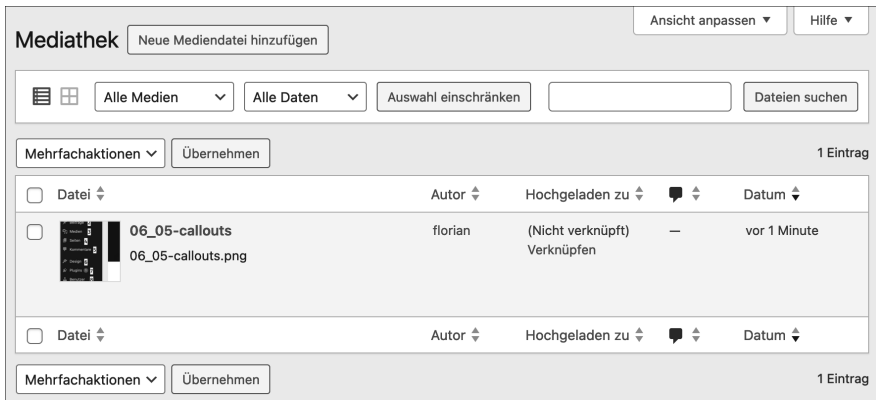 Ansicht anpassen ▼ Hilfe ▼
Mediathek Neue Mediendatei hinzufügen
Alle Medien Alle Daten Auswahl einschränken Dateien suchen
Mehrfachaktionen Übernehmen 1 Eintrag
Datei Autor Hochgeladen zu Datum
06_05-callouts florian (Nicht verknüpft) — vor 1 Minute
06_05-callouts.png Verknüpfen
Datei Autor Hochgeladen zu Datum
Mehrfachaktionen Übernehmen 1 Eintrag